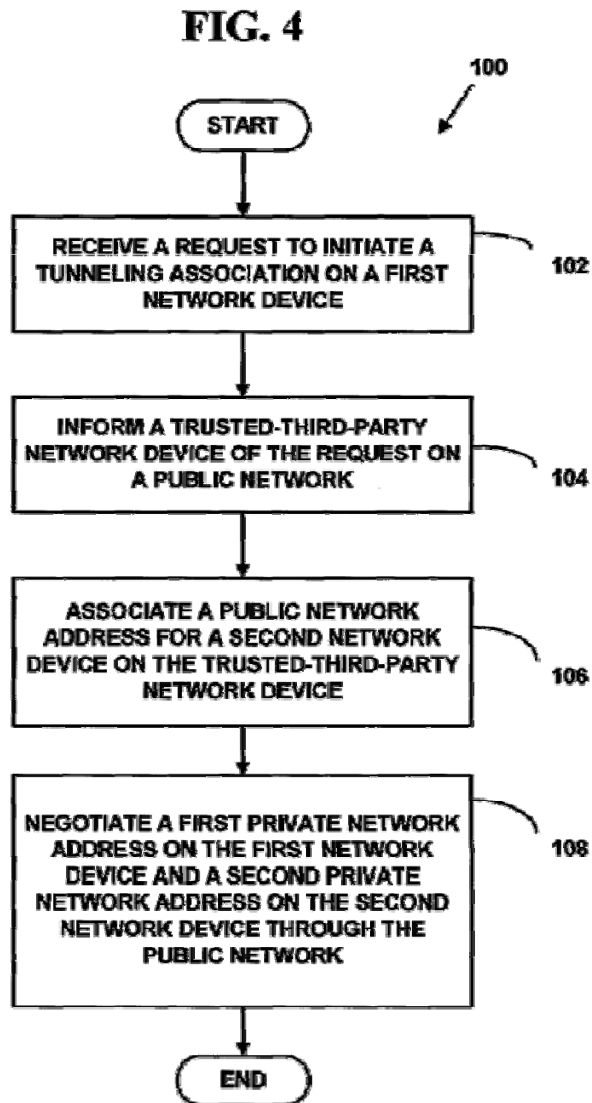 FIG. 4
100
START
RECEIVE A REQUEST TO INITIATE A
TUNNELING ASSOCIATION ON A FIRST
NETWORK DEVICE
102
INFORM A TRUSTED-THIRD-PARTY
NETWORK DEVICE OF THE REQUEST ON
A PUBLIC NETWORK
104
ASSOCIATE A PUBLIC NETWORK
ADDRESS FOR A SECOND NETWORK
DEVICE ON THE TRUSTED-THIRD-PARTY
NETWORK DEVICE
106
NEGOTIATE A FIRST PRIVATE NETWORK
ADDRESS ON THE FIRST NETWORK
DEVICE AND A SECOND PRIVATE
NETWORK ADDRESS ON THE SECOND
NETWORK DEVICE THROUGH THE
PUBLIC NETWORK
108
END